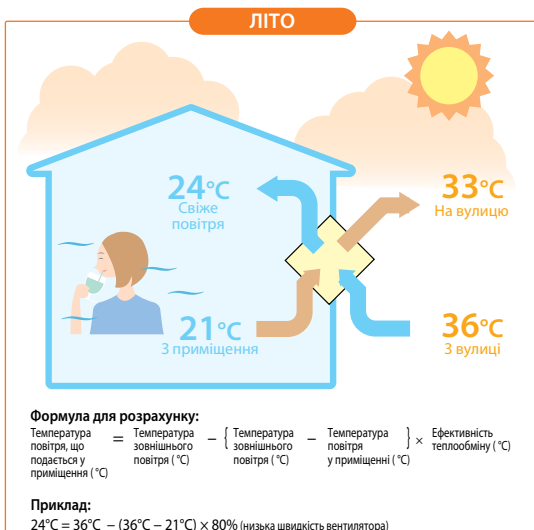 ЛІТО
24°C
Свіже
повітря
33°C
На вулицю
21°C
З приміщення
36°C
З вулиці
Формула для розрахунку:
Температура повітря, що подається у приміщення (°C) = Температура зовнішнього повітря (°C) – { Температура зовнішнього повітря (°C) – Температура повітря у приміщенні (°C) } × Ефективність теплообміну (°C)
Приклад:
24°C = 36°C – (36°C – 21°C) × 80% (низька швидкість вентилятора)